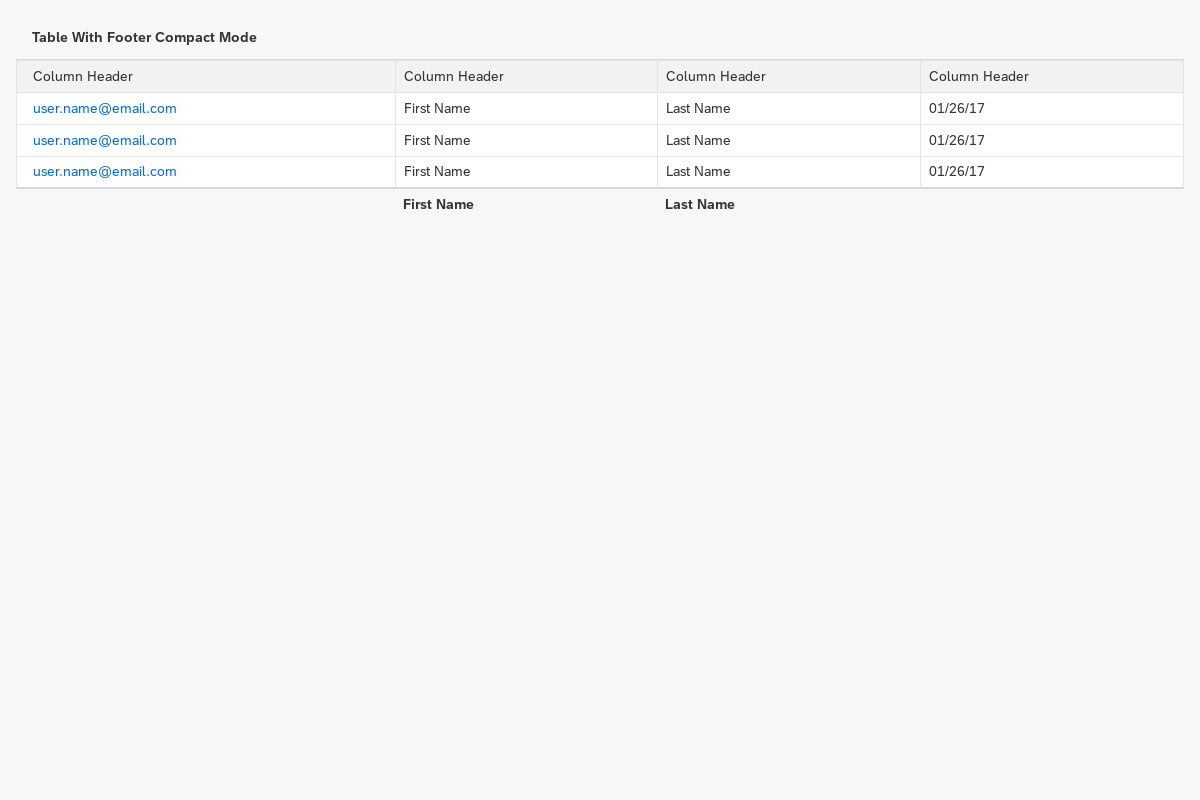 Table With Footer Compact Mode
Column Header Column Header Column Header Column Header
user.name@email.com First Name Last Name 01/26/17
user.name@email.com First Name Last Name 01/26/17
user.name@email.com First Name Last Name 01/26/17
First Name Last Name